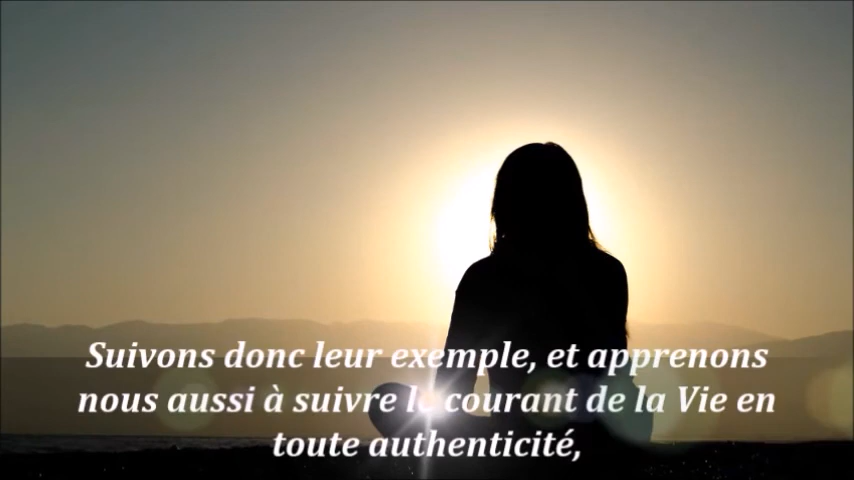 Suivons donc leur exemple, et apprenons
nous aussi à suivre le courant de la Vie en
toute authenticité,